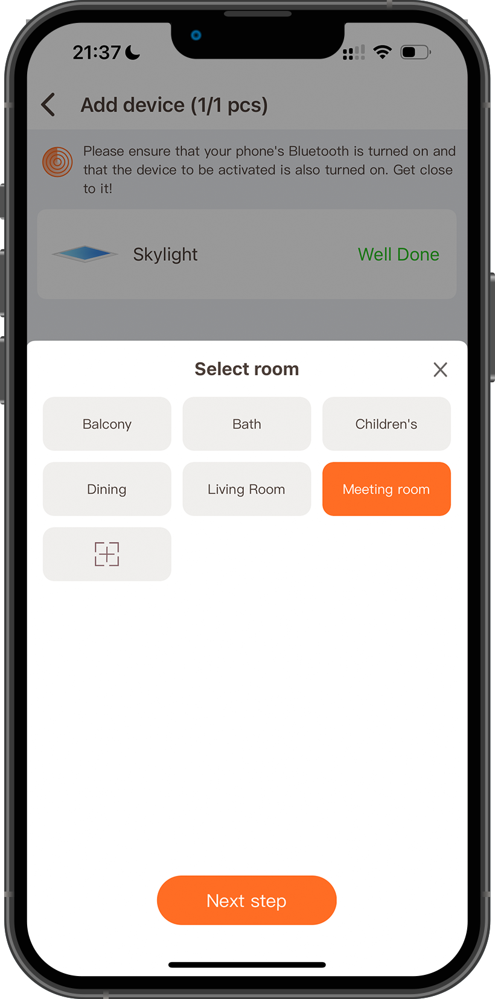 21:37
Add device (1/1 pcs)
Please ensure that your phone's Bluetooth is turned on and
that the device to be activated is also turned on. Get close
to it!
Skylight
Well Done
Select room
Balcony
Bath
Children's
Dining
Living Room
Meeting room
Next step